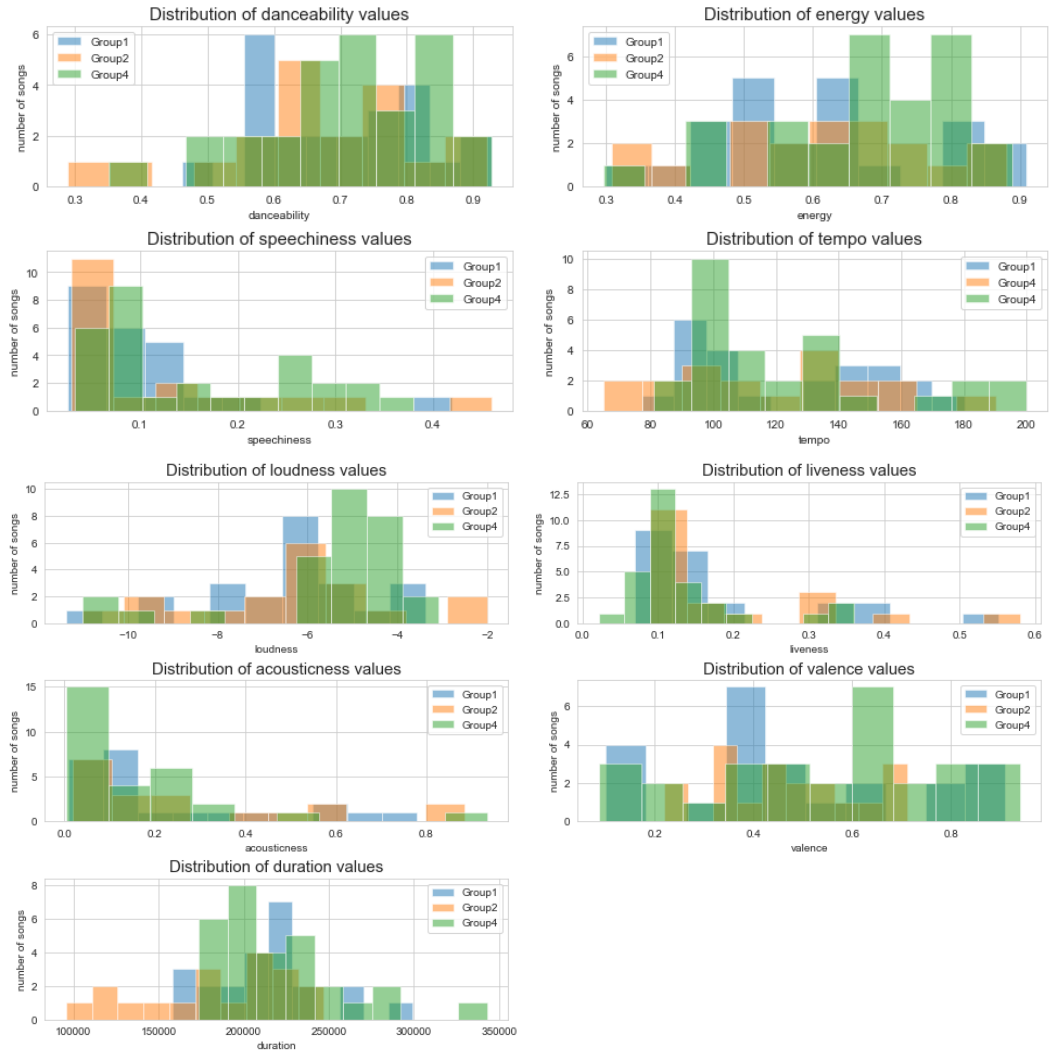 Distribution of danceability values
number of songs
6
4
2
0
Group1
Group2
Group4
0.3 0.4 0.5 0.6 0.7 0.8 0.9
danceability
Distribution of energy values
number of songs
6
4
2
0
Group1
Group2
Group4
0.3 0.4 0.5 0.6 0.7 0.8 0.9
energy
Distribution of speechiness values
number of songs
10
8
6
4
2
0
Group1
Group2
Group4
0.1 0.2 0.3 0.4
speechiness
Distribution of tempo values
number of songs
10
8
6
4
2
0
Group1
Group4
Group4
60 80 100 120 140 160 180 200
tempo
Distribution of loudness values
number of songs
10
8
6
4
2
0
Group1
Group2
Group4
−10 −8 −6 −4 −2
loudness
Distribution of liveness values
number of songs
12.5
10.0
7.5
5.0
2.5
0.0
Group1
Group2
Group4
0.0 0.1 0.2 0.3 0.4 0.5 0.6
liveness
Distribution of acousticness values
number of songs
15
10
5
0
Group1
Group2
Group4
0.0 0.2 0.4 0.6 0.8
acousticness
Distribution of valence values
number of songs
6
4
2
0
Group1
Group2
Group4
0.2 0.4 0.6 0.8
valence
Distribution of duration values
number of songs
8
6
4
2
0
Group1
Group2
Group4
100000 150000 200000 250000 300000 350000
duration